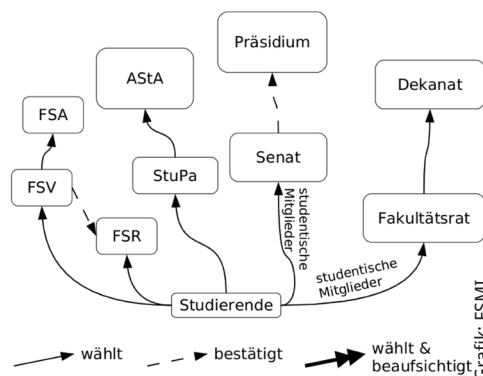 Präsidium
AStA
Dekanat
FSA
Senat
StuPa
FSV
Fakultätsrat
FSR
studentische
Mitglieder
studentische
Mitglieder
Studierende
wählt
bestätigt
wählt &
beaufsichtigt
Grafik: FSMI